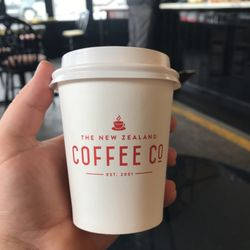 THE NEW ZEALAND
COFFEE CO
EST. 2001